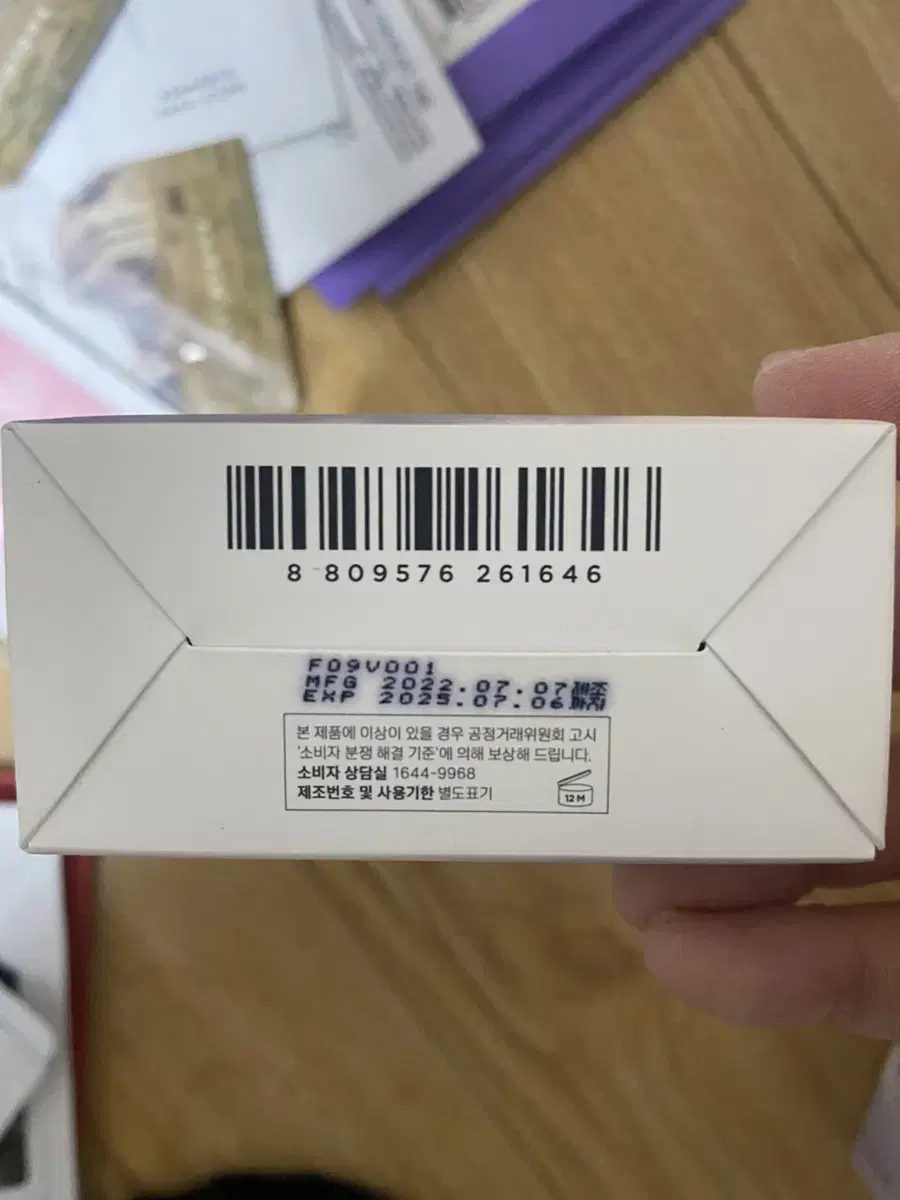 8 809576 261646
F09V001
MFG 2022.07.07제조
EXP 2025.07.06까지
본 제품에 이상이 있을 경우 공정거래위원회 고시
'소비자 분쟁 해결 기준'에 의해 보상해 드립니다.
소비자 상담실 1644-9968
제조번호 및 사용기한 별도표기
12M